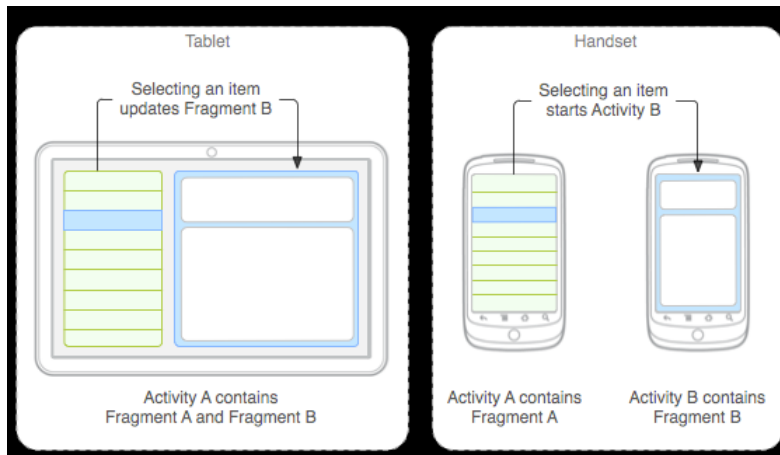 Tablet
Selecting an item
updates Fragment B
Activity A contains
Fragment A and Fragment B
Handset
Selecting an item
starts Activity B
Activity A contains
Fragment A
Activity B contains
Fragment B